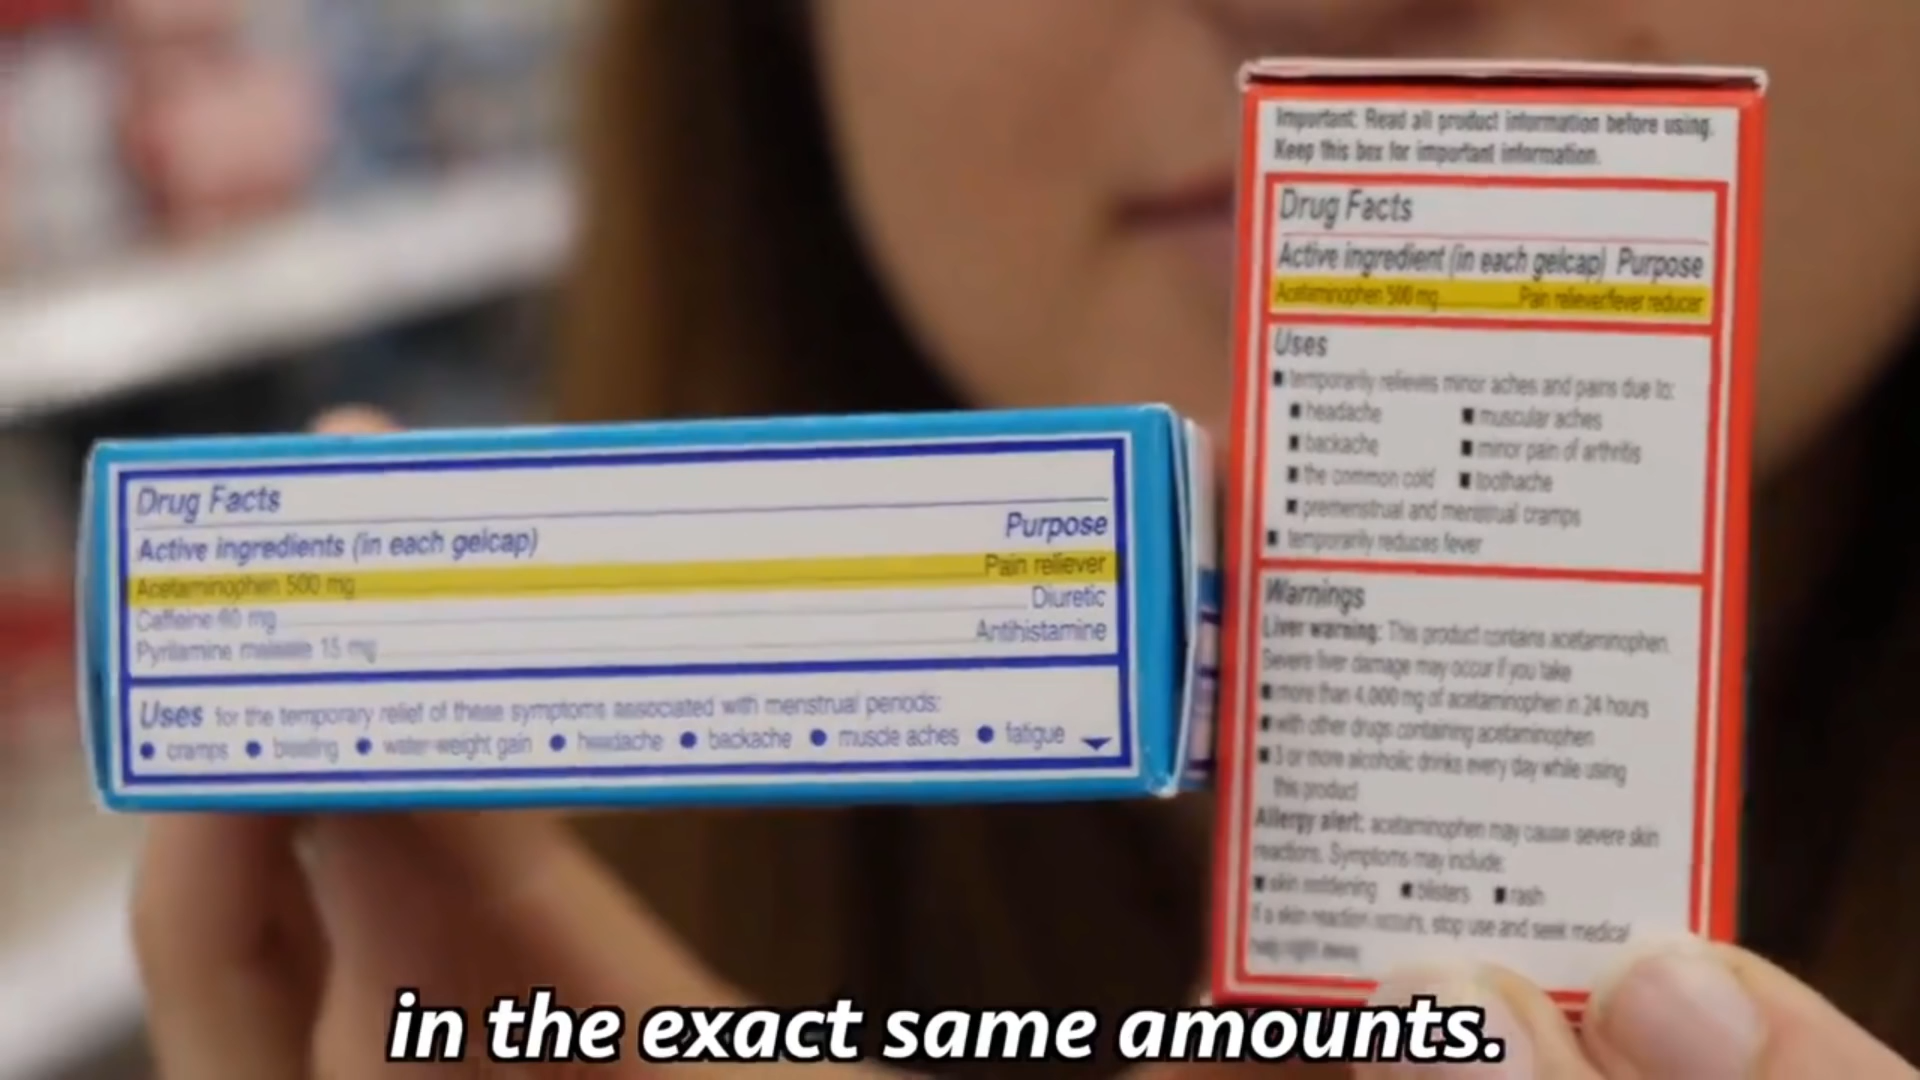 Drug Facts
Active ingredients (in each gelcap) Purpose
Acetaminophen 500 mg Pain reliever
Caffeine 60 mg Diuretic
Pyrilamine maleate 15 mg Antihistamine
Uses for the temporary relief of these symptoms associated with menstrual periods:
● cramps ● bloating ● water-weight gain ● headache ● backache ● muscle aches ● fatigue
Important: Read all product information before using.
Keep this box for important information.
Drug Facts
Active ingredient (in each gelcap) Purpose
Acetaminophen 500 mg Pain reliever/fever reducer
Uses
■ temporarily relieves minor aches and pains due to:
■ headache ■ muscular aches
■ backache ■ minor pain of arthritis
■ the common cold ■ toothache
■ premenstrual and menstrual cramps
■ temporarily reduces fever
Warnings
Liver warning: This product contains acetaminophen.
Severe liver damage may occur if you take
■ more than 4,000 mg of acetaminophen in 24 hours
■ with other drugs containing acetaminophen
■ 3 or more alcoholic drinks every day while using
this product
Allergy alert: acetaminophen may cause severe skin
reactions. Symptoms may include:
■ skin reddening ■ blisters ■ rash
If a skin reaction occurs, stop use and seek medical
help right away.
in the exact same amounts.